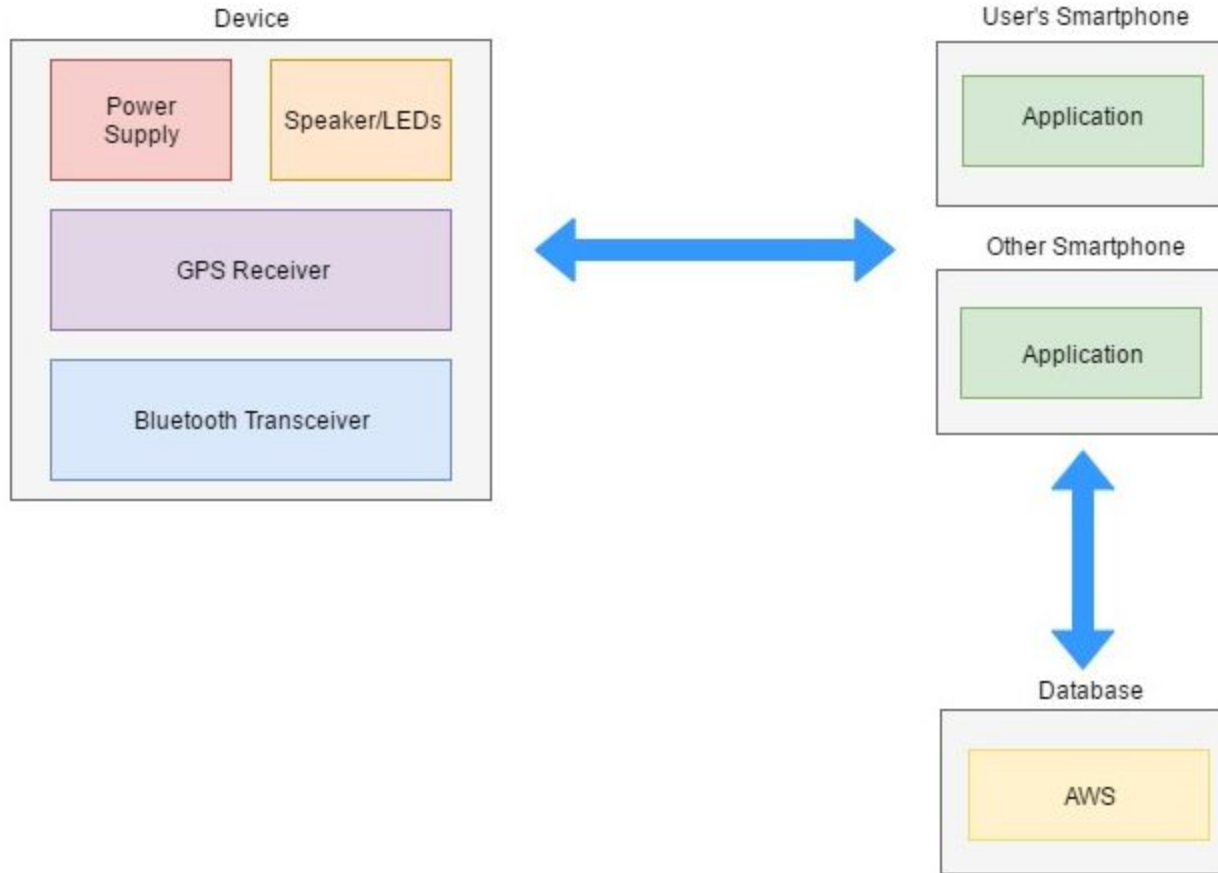 Device
Power
Supply
Speaker/LEDs
GPS Receiver
Bluetooth Transceiver
User's Smartphone
Application
Other Smartphone
Application
Database
AWS